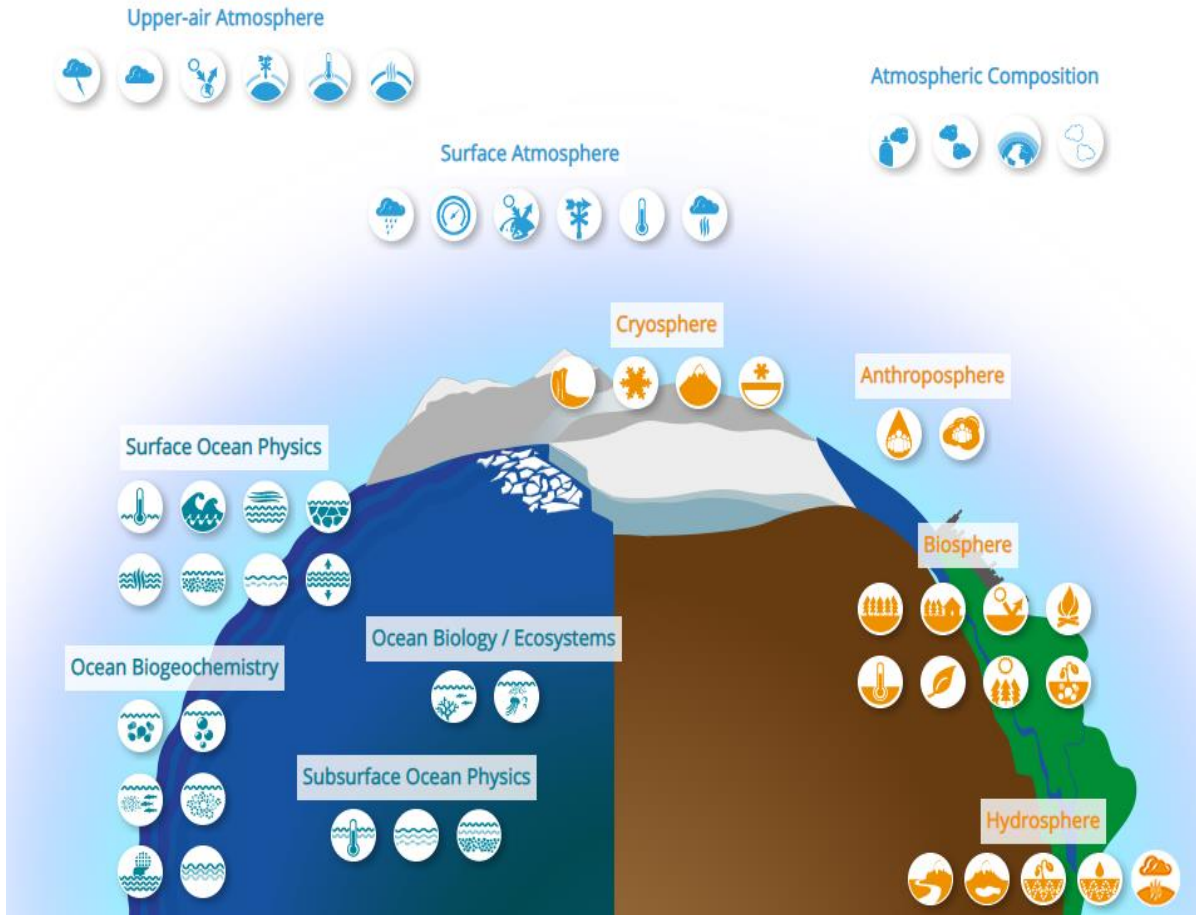 Upper-air Atmosphere
Atmospheric Composition
Surface Atmosphere
Cryosphere
Anthroposphere
Surface Ocean Physics
Biosphere
Ocean Biology / Ecosystems
Ocean Biogeochemistry
Subsurface Ocean Physics
Hydrosphere